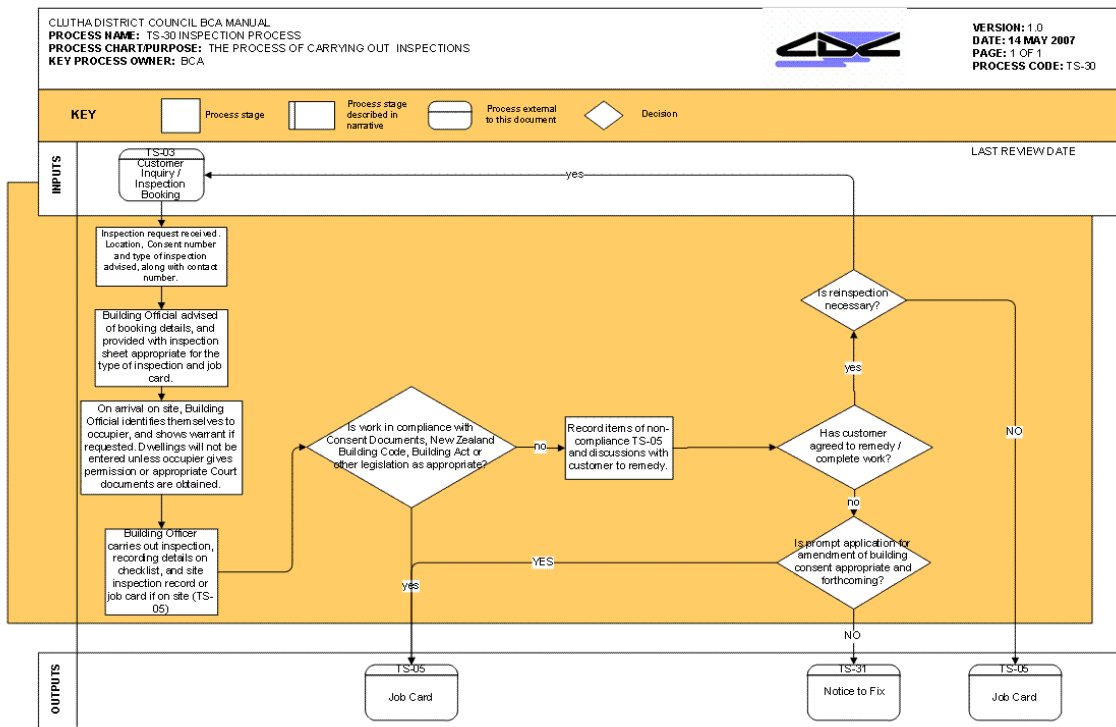 CLUTHA DISTRICT COUNCIL BCA MANUAL
PROCESS NAME: TS-30 INSPECTION PROCESS
PROCESS CHART/PURPOSE: THE PROCESS OF CARRYING OUT INSPECTIONS
KEY PROCESS OWNER: BCA
CDC
VERSION: 1.0
DATE: 14 MAY 2007
PAGE: 1 OF 1
PROCESS CODE: TS-30
KEY
Process stage
Process stage
described in
narrative
Process external
to this document
Decision
INPUTS
LAST REVIEW DATE
TS-03
Customer
Inquiry /
Inspection
Booking
yes
Inspection request received.
Location, Consent number
and type of inspection
advised, along with contact
number.
Building Official advised
of booking details, and
provided with inspection
sheet appropriate for the
type of inspection and job
card.
On arrival on site, Building
Official identifies themselves to
occupier, and shows warrant if
requested. Dwellings will not be
entered unless occupier gives
permission or appropriate Court
documents are obtained.
Building Officer
carries out inspection,
recording details on
checklist, and site
inspection record or
job card if on site (TS-
05)
Is work in compliance with
Consent Documents, New Zealand
Building Code, Building Act or
other legislation as appropriate?
no
Record items of non-
compliance TS-05
and discussions with
customer to remedy.
Has customer
agreed to remedy /
complete work?
yes
Is reinspection
necessary?
NO
no
Is prompt application for
amendment of building
consent appropriate and
forthcoming?
YES
yes
NO
OUTPUTS
TS-05
Job Card
TS-31
Notice to Fix
TS-05
Job Card